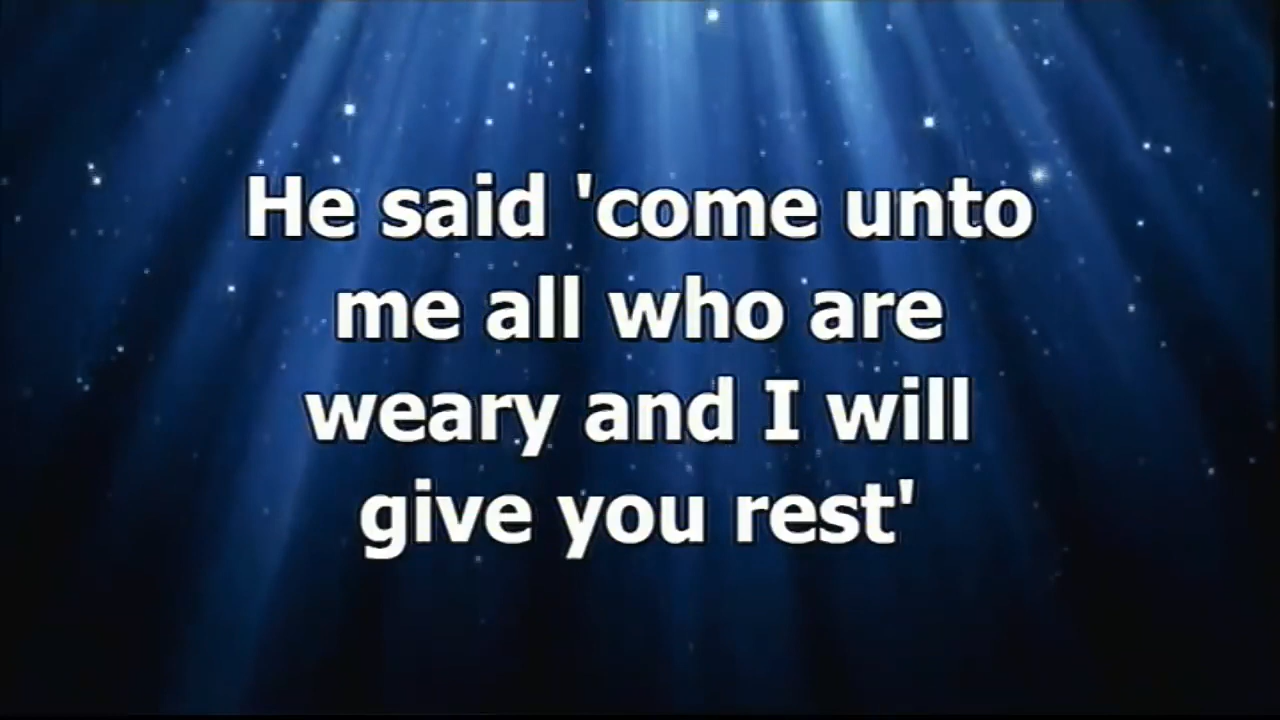 He said 'come unto
me all who are
weary and I will
give you rest'